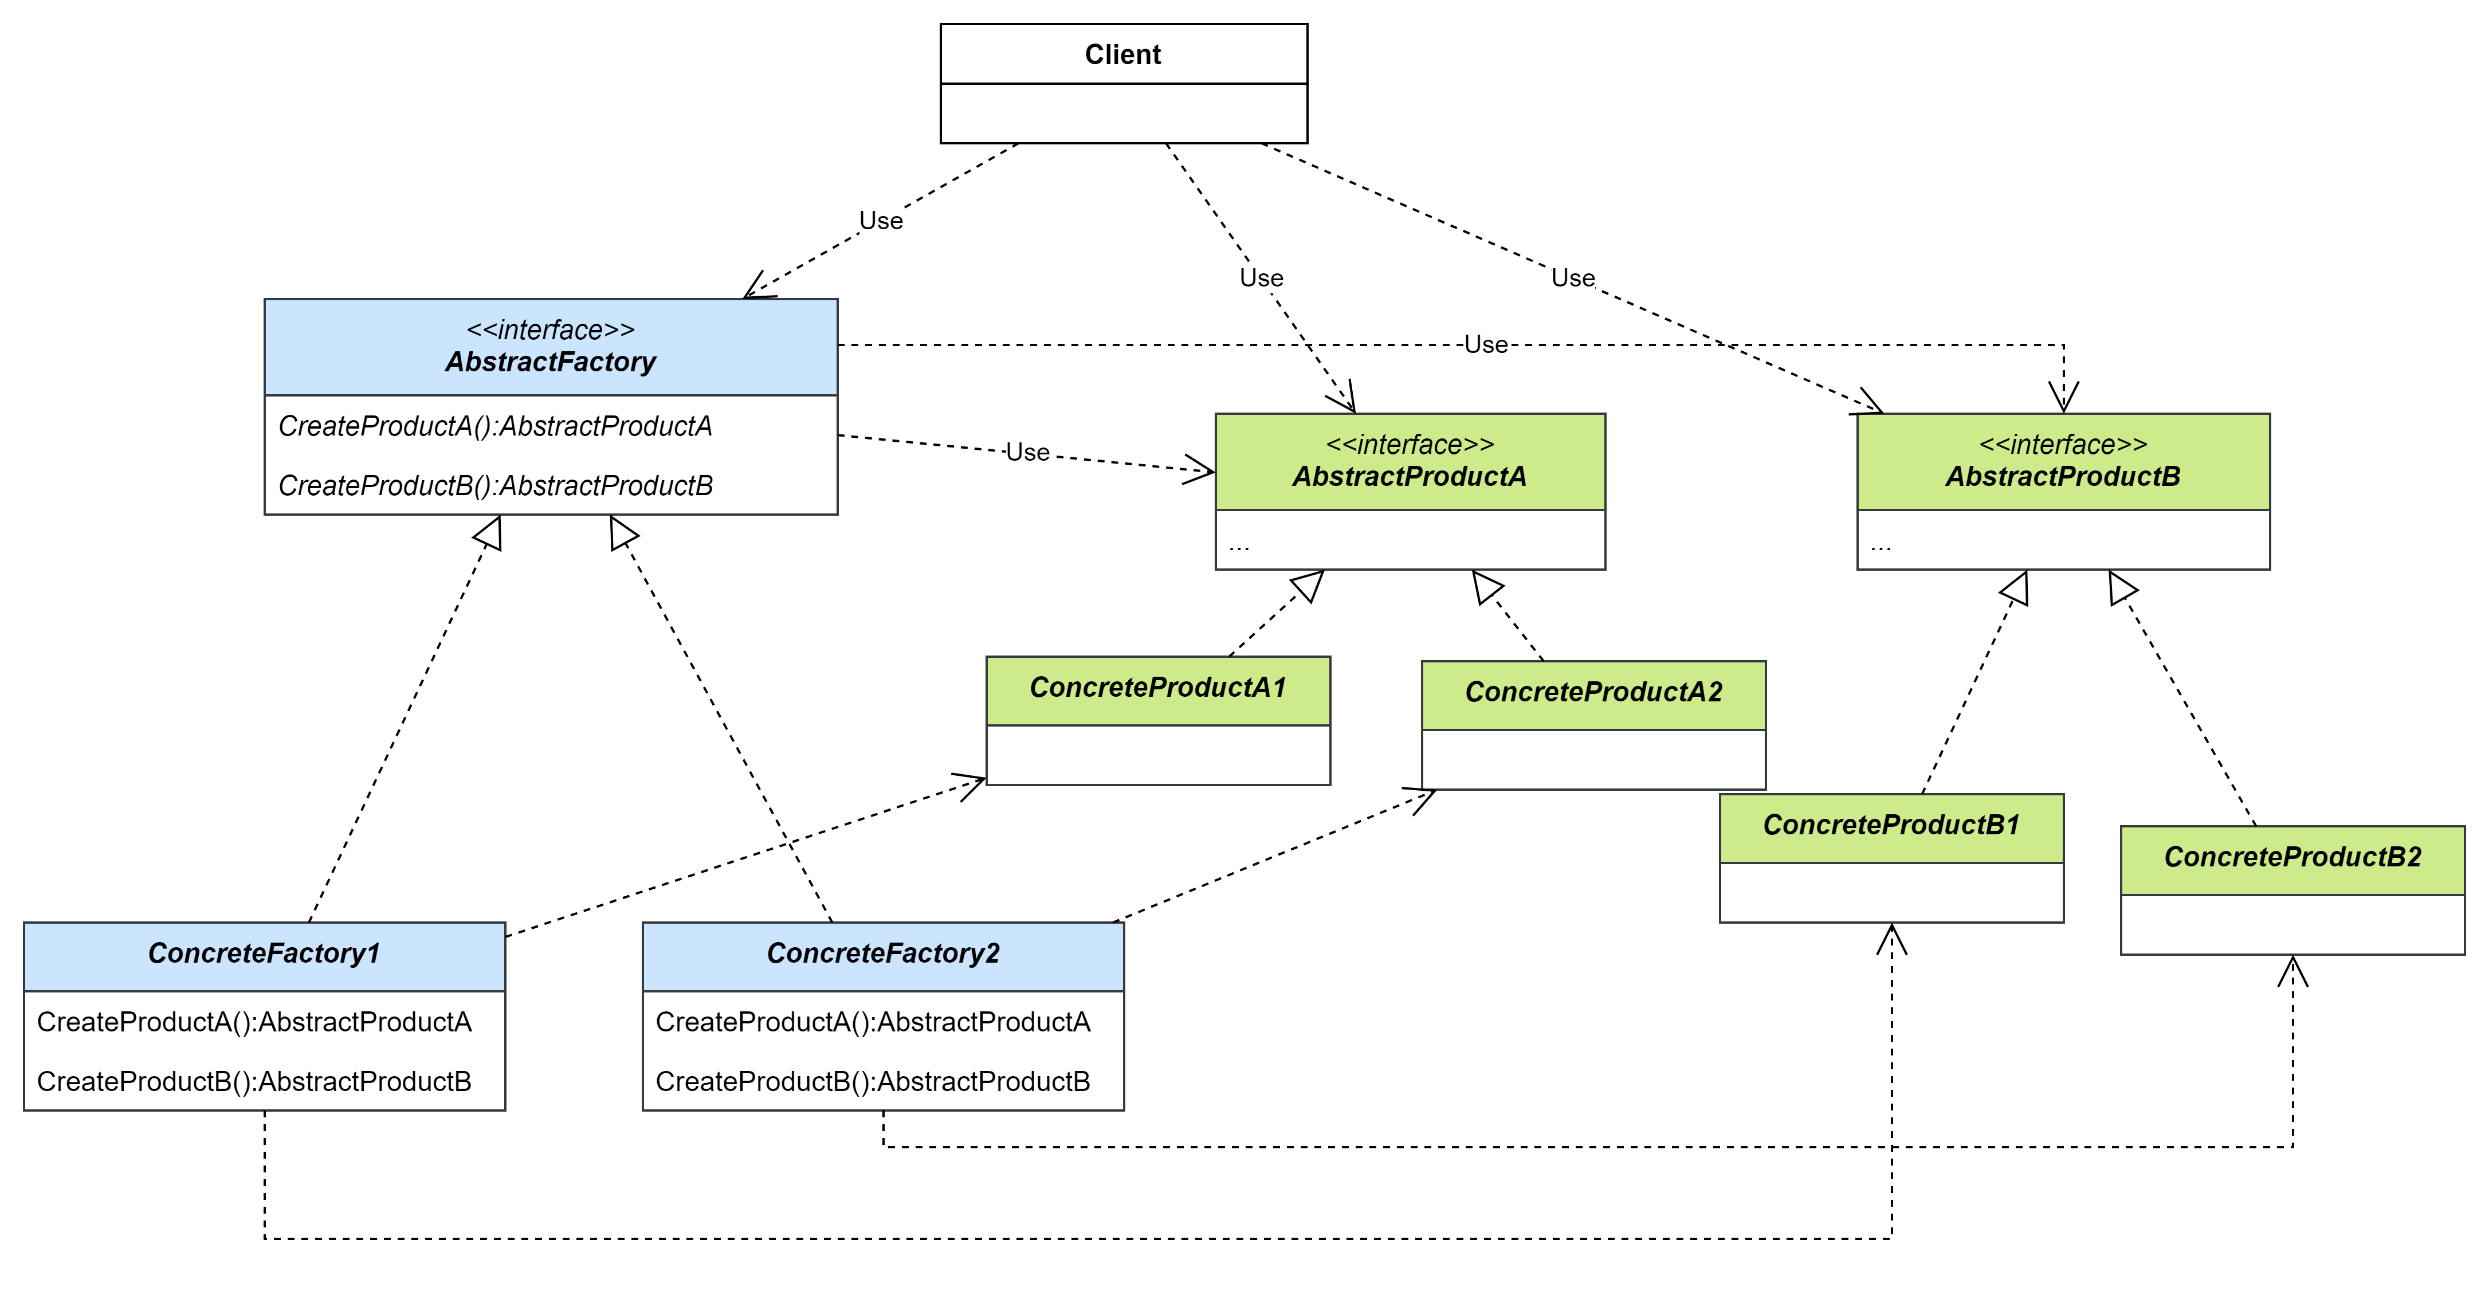 Client
Use
Use
Use
<<interface>>
AbstractFactory
CreateProductA():AbstractProductA
CreateProductB():AbstractProductB
Use
Use
<<interface>>
AbstractProductA
...
<<interface>>
AbstractProductB
...
ConcreteProductA1
ConcreteProductA2
ConcreteProductB1
ConcreteProductB2
ConcreteFactory1
CreateProductA():AbstractProductA
CreateProductB():AbstractProductB
ConcreteFactory2
CreateProductA():AbstractProductA
CreateProductB():AbstractProductB